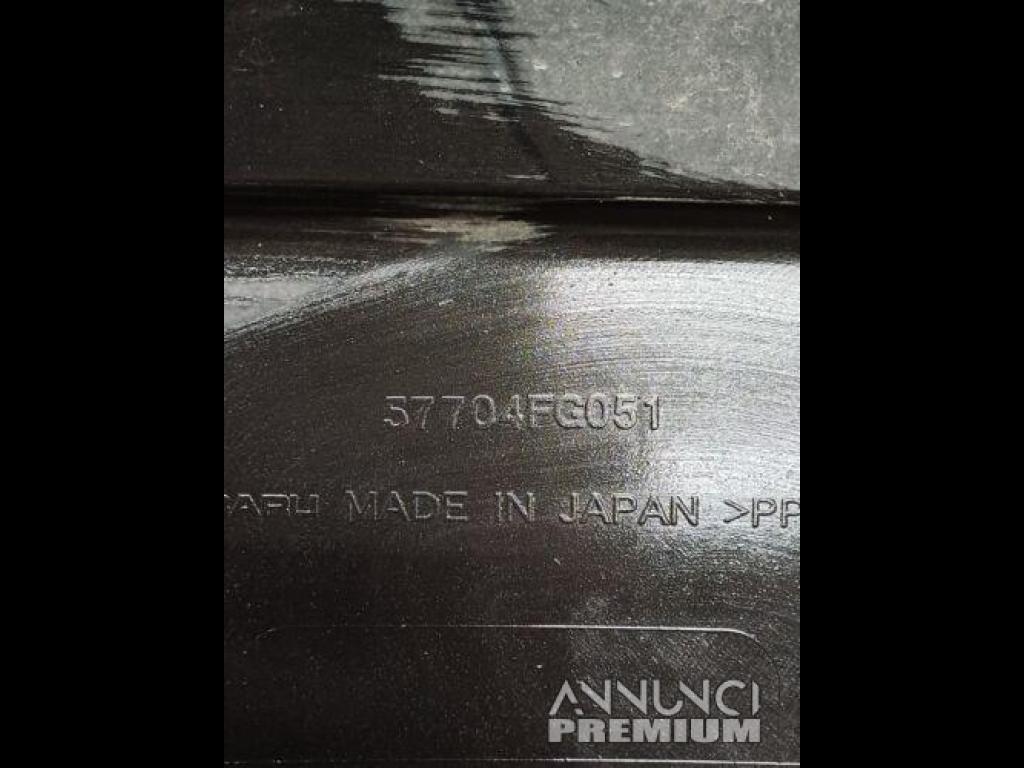 57704FG051
MADE IN JAPAN >PP
ANNUNCI
PREMIUM